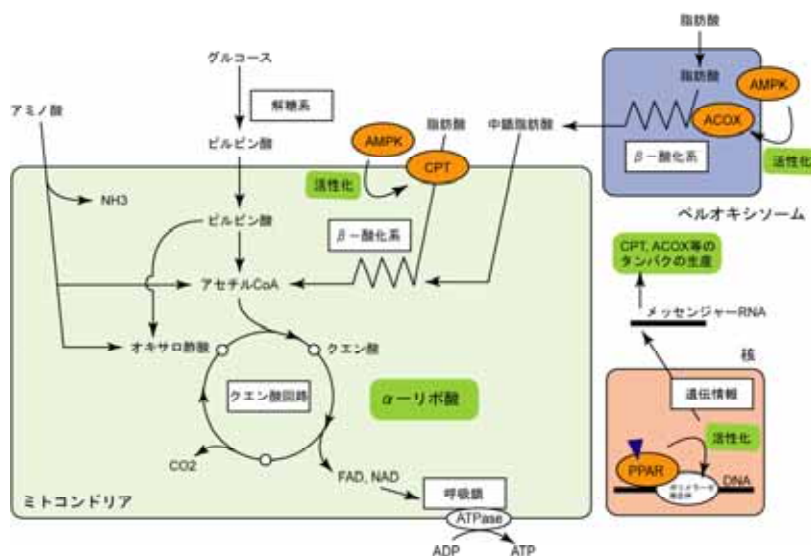 グルコース
解糖系
アミノ酸
ピルビン酸
AMPK
脂肪酸
中鎖脂肪酸
CPT
活性化
NH3
ピルビン酸
β-酸化系
アセチルCoA
オキサロ酢酸
クエン酸
クエン酸回路
α-リポ酸
CO2
FAD, NAD
呼吸鎖
ミトコンドリア
ATPase
ADP
ATP
脂肪酸
脂肪酸
AMPK
ACOX
β-酸化系
活性化
ペルオキシソーム
CPT, ACOX等の
タンパクの生産
メッセンジャーRNA
核
遺伝情報
活性化
PPAR
DNA